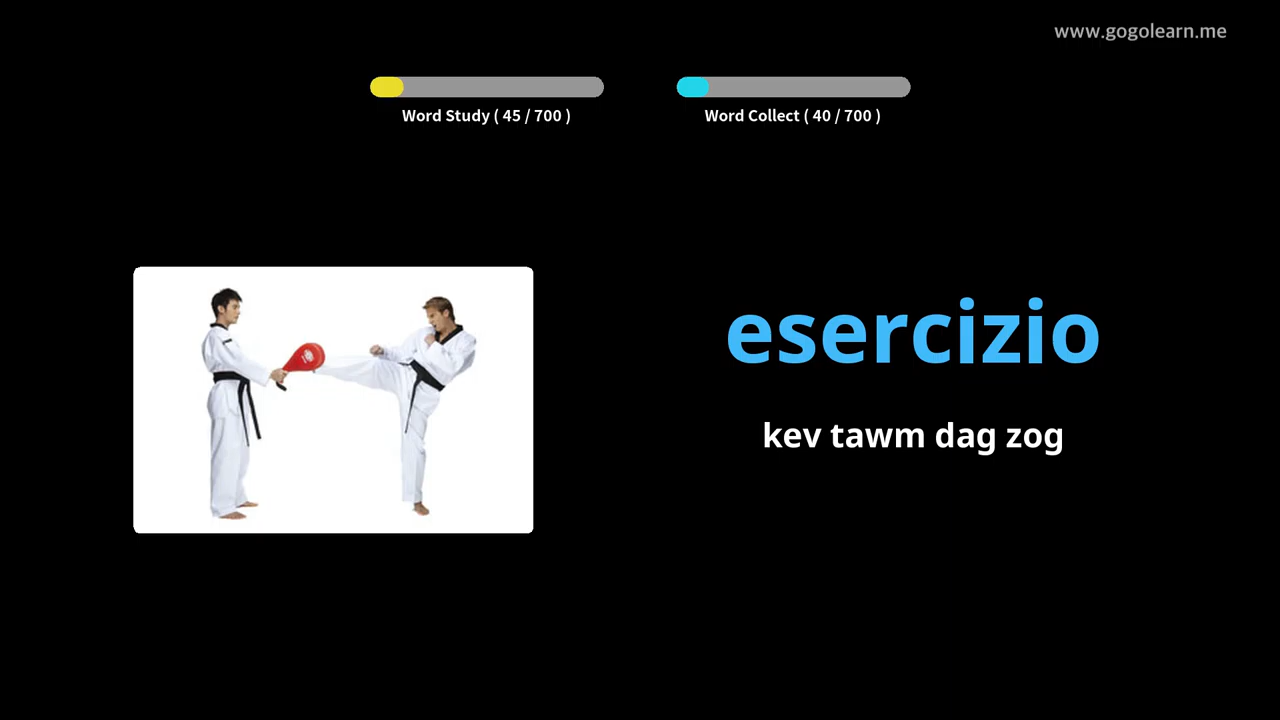 www.gogolearn.me
Word Study ( 45 / 700 )
Word Collect ( 40 / 700 )
esercizio
kev tawm dag zog